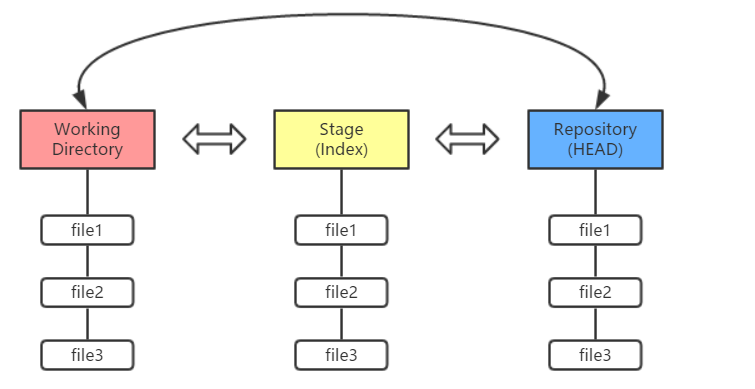 Working
Directory
Stage
(Index)
Repository
(HEAD)
file1
file1
file1
file2
file2
file2
file3
file3
file3